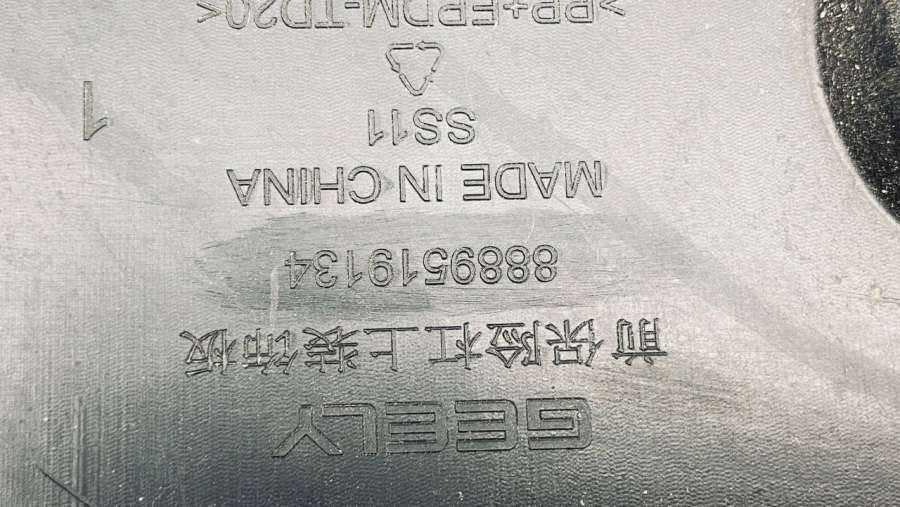 GEELY
前保险杠上装饰板
8889519134
MADE IN CHINA
SS11
1
>PP+EPDM-TD20<